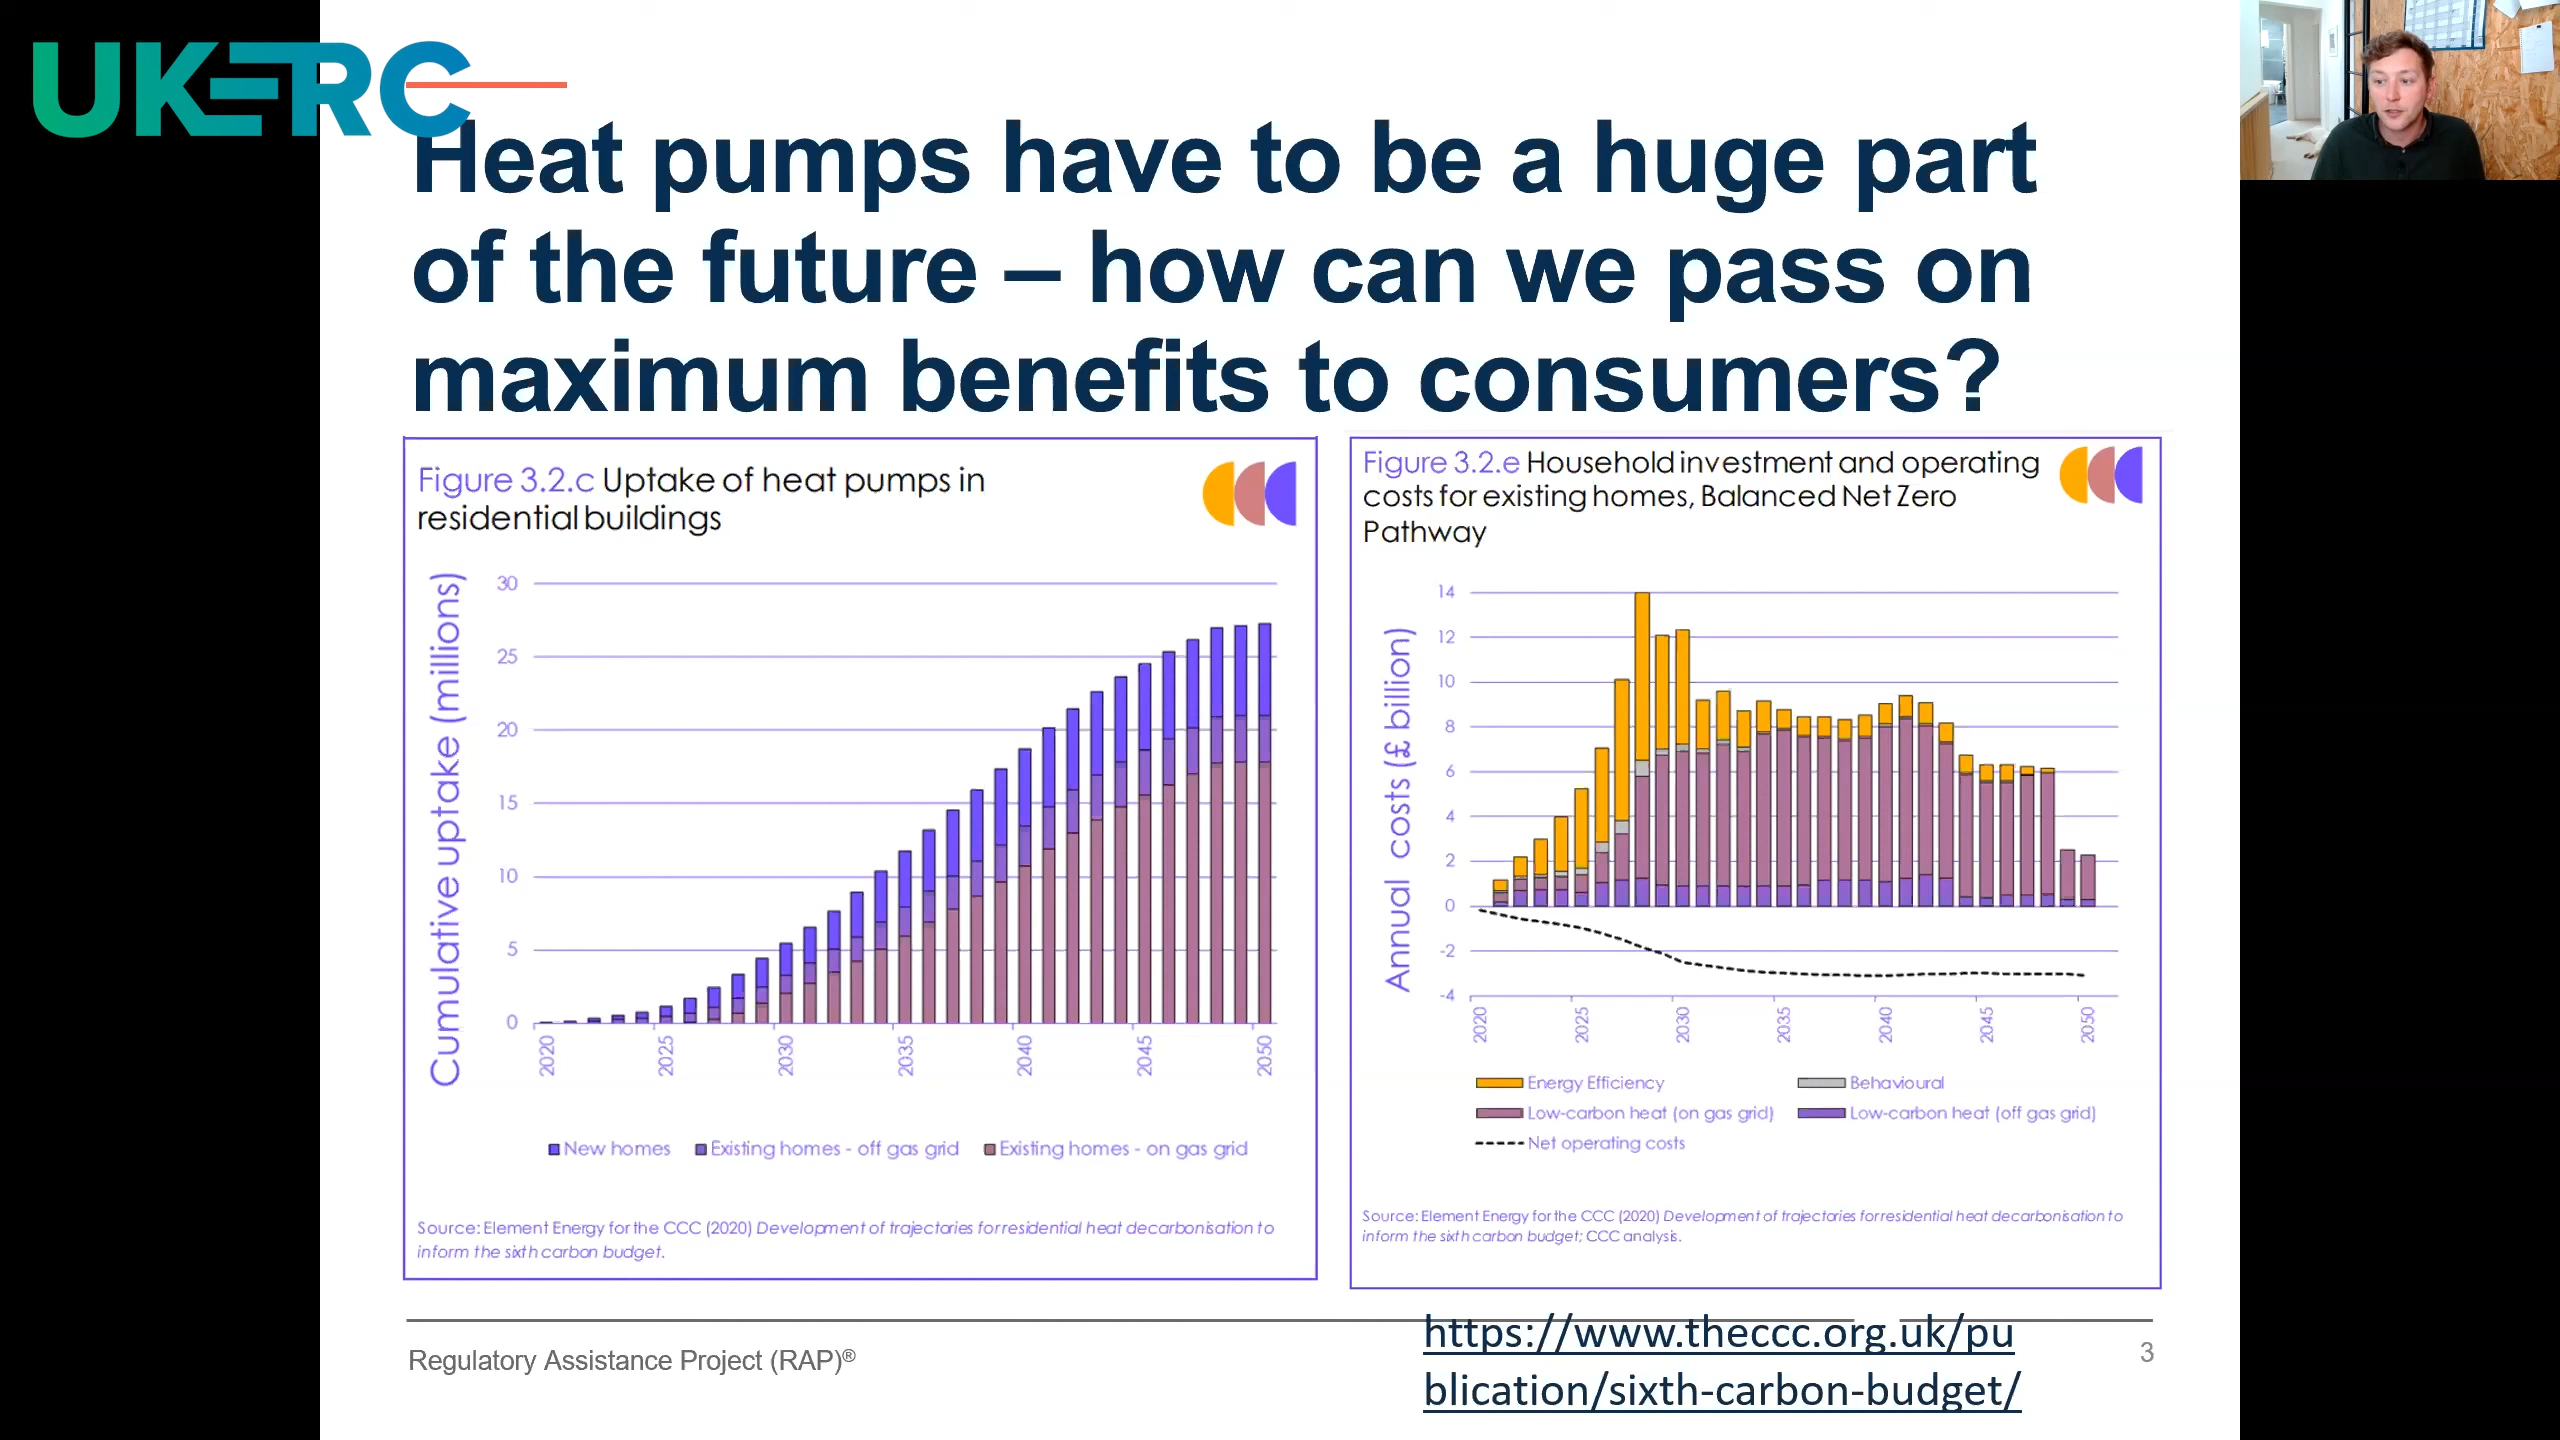 UKERC
Heat pumps have to be a huge part
of the future – how can we pass on
maximum benefits to consumers?
Figure 3.2.c Uptake of heat pumps in
residential buildings
Cumulative uptake (millions)
30
25
20
15
10
5
0
2020
2025
2030
2035
2040
2045
2050
New homes
Existing homes - off gas grid
Existing homes - on gas grid
Source: Element Energy for the CCC (2020) Development of trajectories for residential heat decarbonisation to
inform the sixth carbon budget.
Figure 3.2.e Household investment and operating
costs for existing homes, Balanced Net Zero
Pathway
Annual costs (£ billion)
14
12
10
8
6
4
2
0
-2
-4
2020
2025
2030
2035
2040
2045
2050
Energy Efficiency
Behavioural
Low-carbon heat (on gas grid)
Low-carbon heat (off gas grid)
Net operating costs
Source: Element Energy for the CCC (2020) Development of trajectories for residential heat decarbonisation to
inform the sixth carbon budget; CCC analysis.
https://www.theccc.org.uk/pu
blication/sixth-carbon-budget/
Regulatory Assistance Project (RAP)®
3